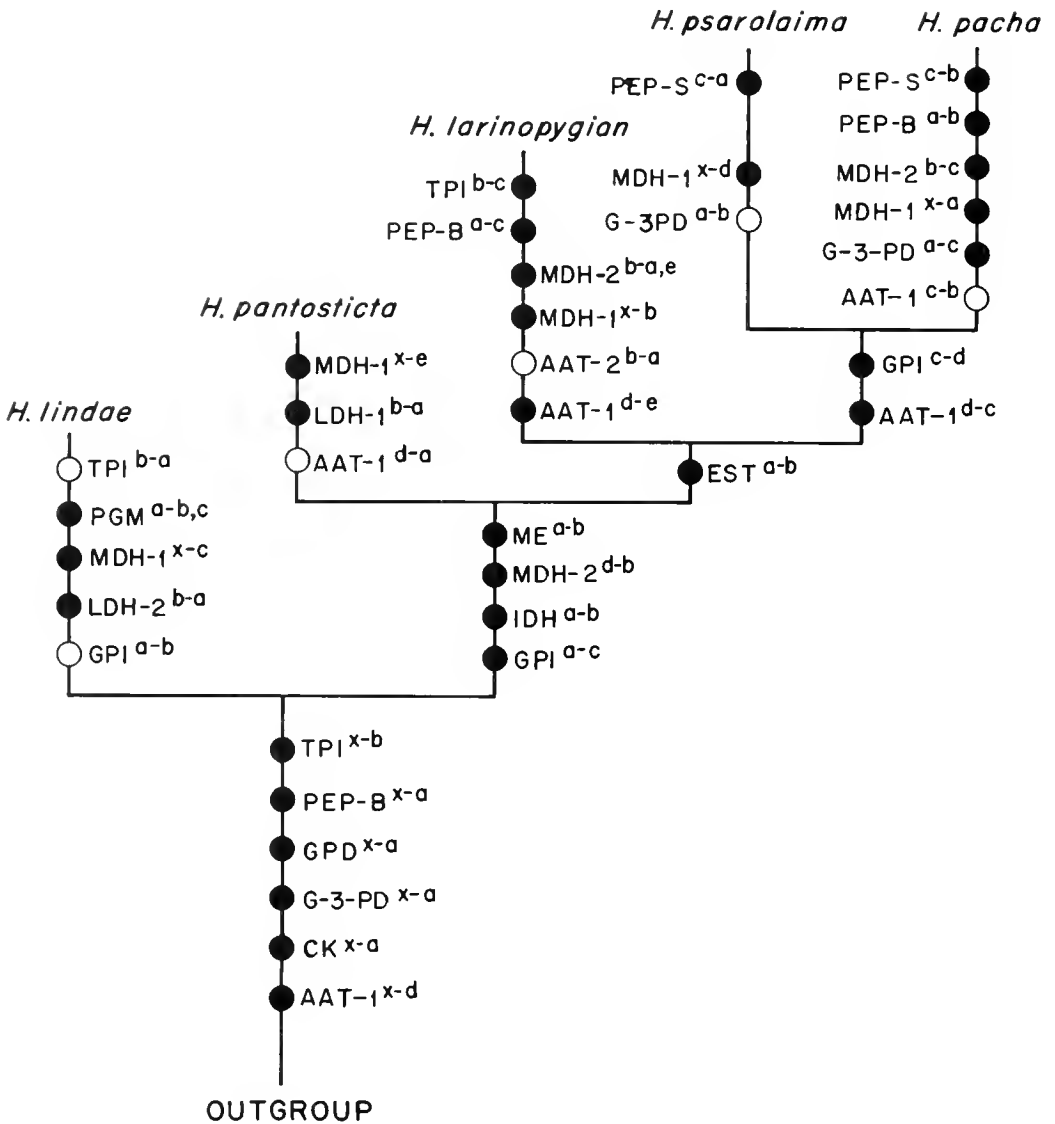 H. psarolaima
PEP-S c-a
MDH-1 x-d
G-3PD a-b
H. pacha
PEP-S c-b
PEP-B a-b
MDH-2 b-c
MDH-1 x-a
G-3-PD a-c
AAT-1 c-b
GPI c-d
AAT-1 d-c
H. larinopygian
TPI b-c
PEP-B a-c
MDH-2 b-a,e
MDH-1 x-b
AAT-2 b-a
AAT-1 d-e
EST a-b
H. pantosticta
MDH-1 x-e
LDH-1 b-a
AAT-1 d-a
ME a-b
MDH-2 d-b
IDH a-b
GPI a-c
H. lindae
TPI b-a
PGM a-b,c
MDH-1 x-c
LDH-2 b-a
GPI a-b
TPI x-b
PEP-B x-a
GPD x-a
G-3-PD x-a
CK x-a
AAT-1 x-d
OUTGROUP